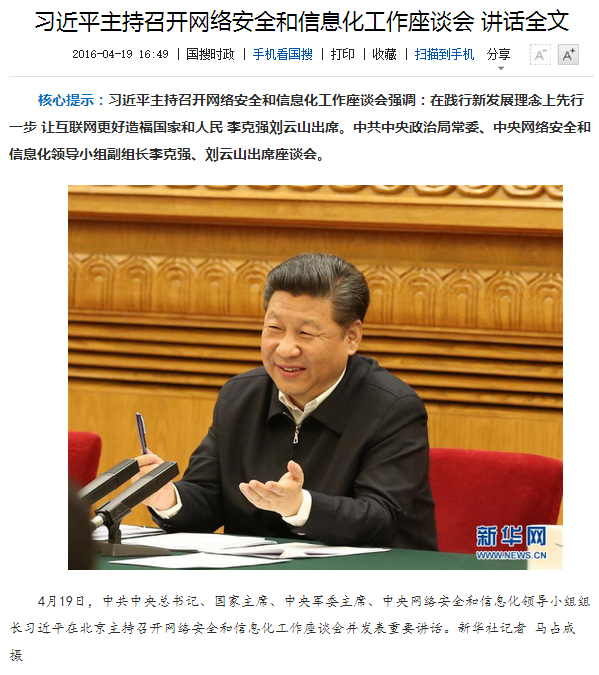 习近平主持召开网络安全和信息化工作座谈会 讲话全文
2016-04-19 16:49 | 国搜时政 | 手机看国搜 | 打印 | 收藏 | 扫描到手机 分享 A- A+
核心提示：习近平主持召开网络安全和信息化工作座谈会强调：在践行新发展理念上先行
一步 让互联网更好造福国家和人民 李克强刘云山出席。中共中央政治局常委、中央网络安全和
信息化领导小组副组长李克强、刘云山出席座谈会。
新华网
WWW.NEWS.CN
4月19日，中共中央总书记、国家主席、中央军委主席、中央网络安全和信息化领导小组组
长习近平在北京主持召开网络安全和信息化工作座谈会并发表重要讲话。新华社记者 马占成
摄